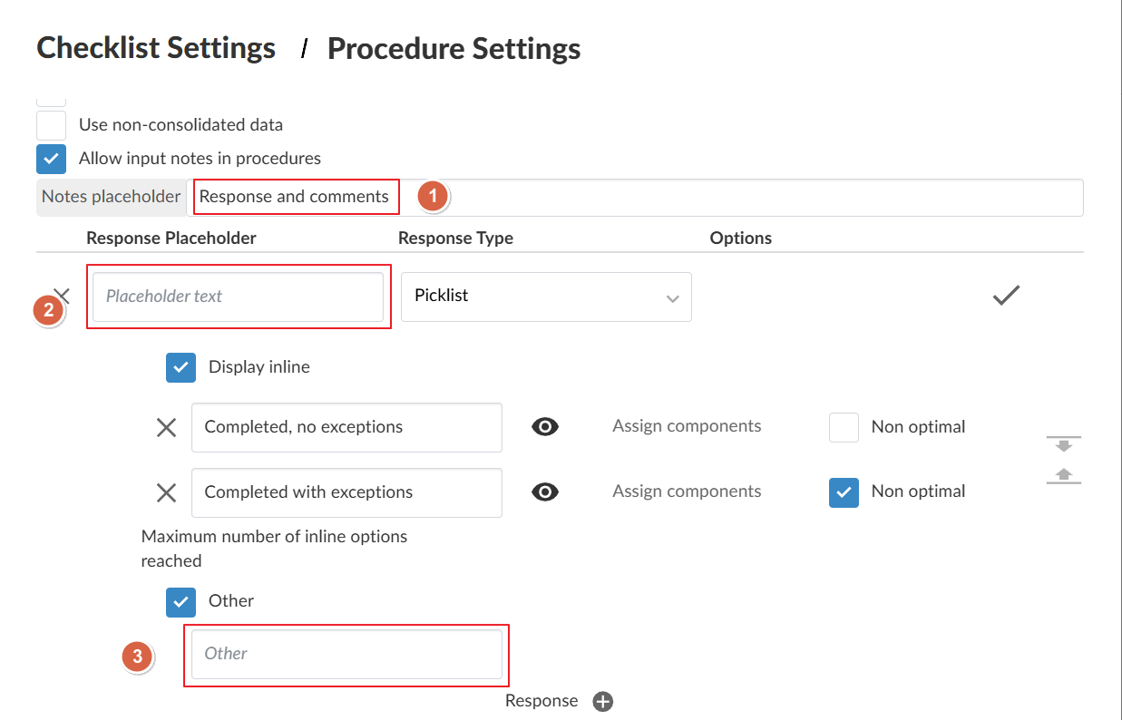 Checklist Settings / Procedure Settings
Use non-consolidated data
Allow input notes in procedures
Notes placeholder Response and comments 1
Response Placeholder Response Type Options
2 Placeholder text Picklist
Display inline
Completed, no exceptions Assign components Non optimal
Completed with exceptions Assign components Non optimal
Maximum number of inline options
reached
Other
3 Other
Response